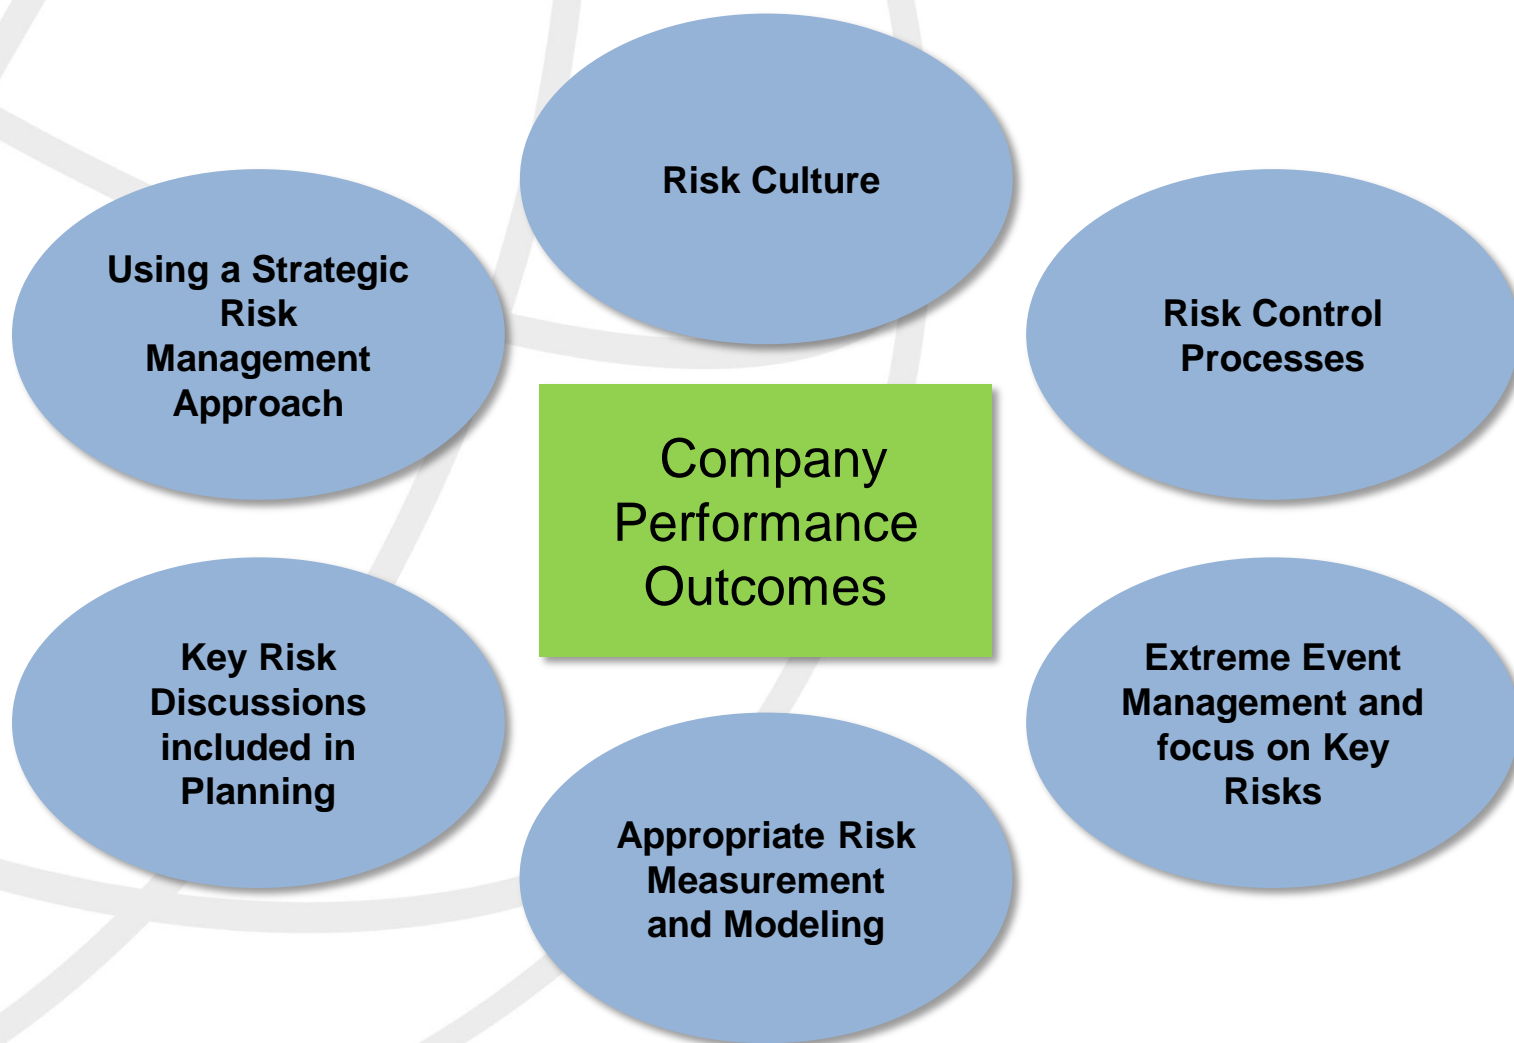 Risk Culture
Using a Strategic
Risk
Management
Approach
Risk Control
Processes
Company
Performance
Outcomes
Key Risk
Discussions
included in
Planning
Extreme Event
Management and
focus on Key
Risks
Appropriate Risk
Measurement
and Modeling